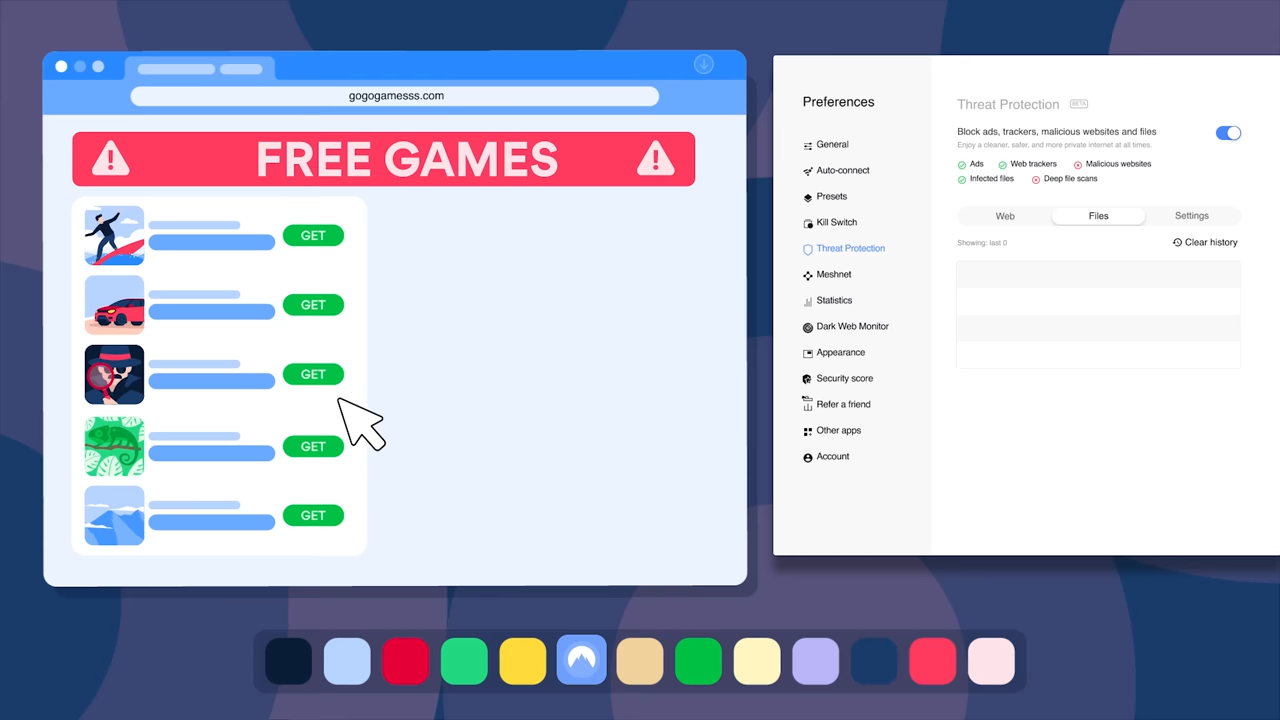 gogogamesss.com
FREE GAMES
GET
GET
GET
GET
GET
Preferences
General
Auto-connect
Presets
Kill Switch
Threat Protection
Meshnet
Statistics
Dark Web Monitor
Appearance
Security score
Refer a friend
Other apps
Account
Threat Protection BETA
Block ads, trackers, malicious websites and files
Enjoy a cleaner, safer, and more private internet at all times.
Ads Web trackers Malicious websites
Infected files Deep file scans
Web Files Settings
Showing: last 0 Clear history